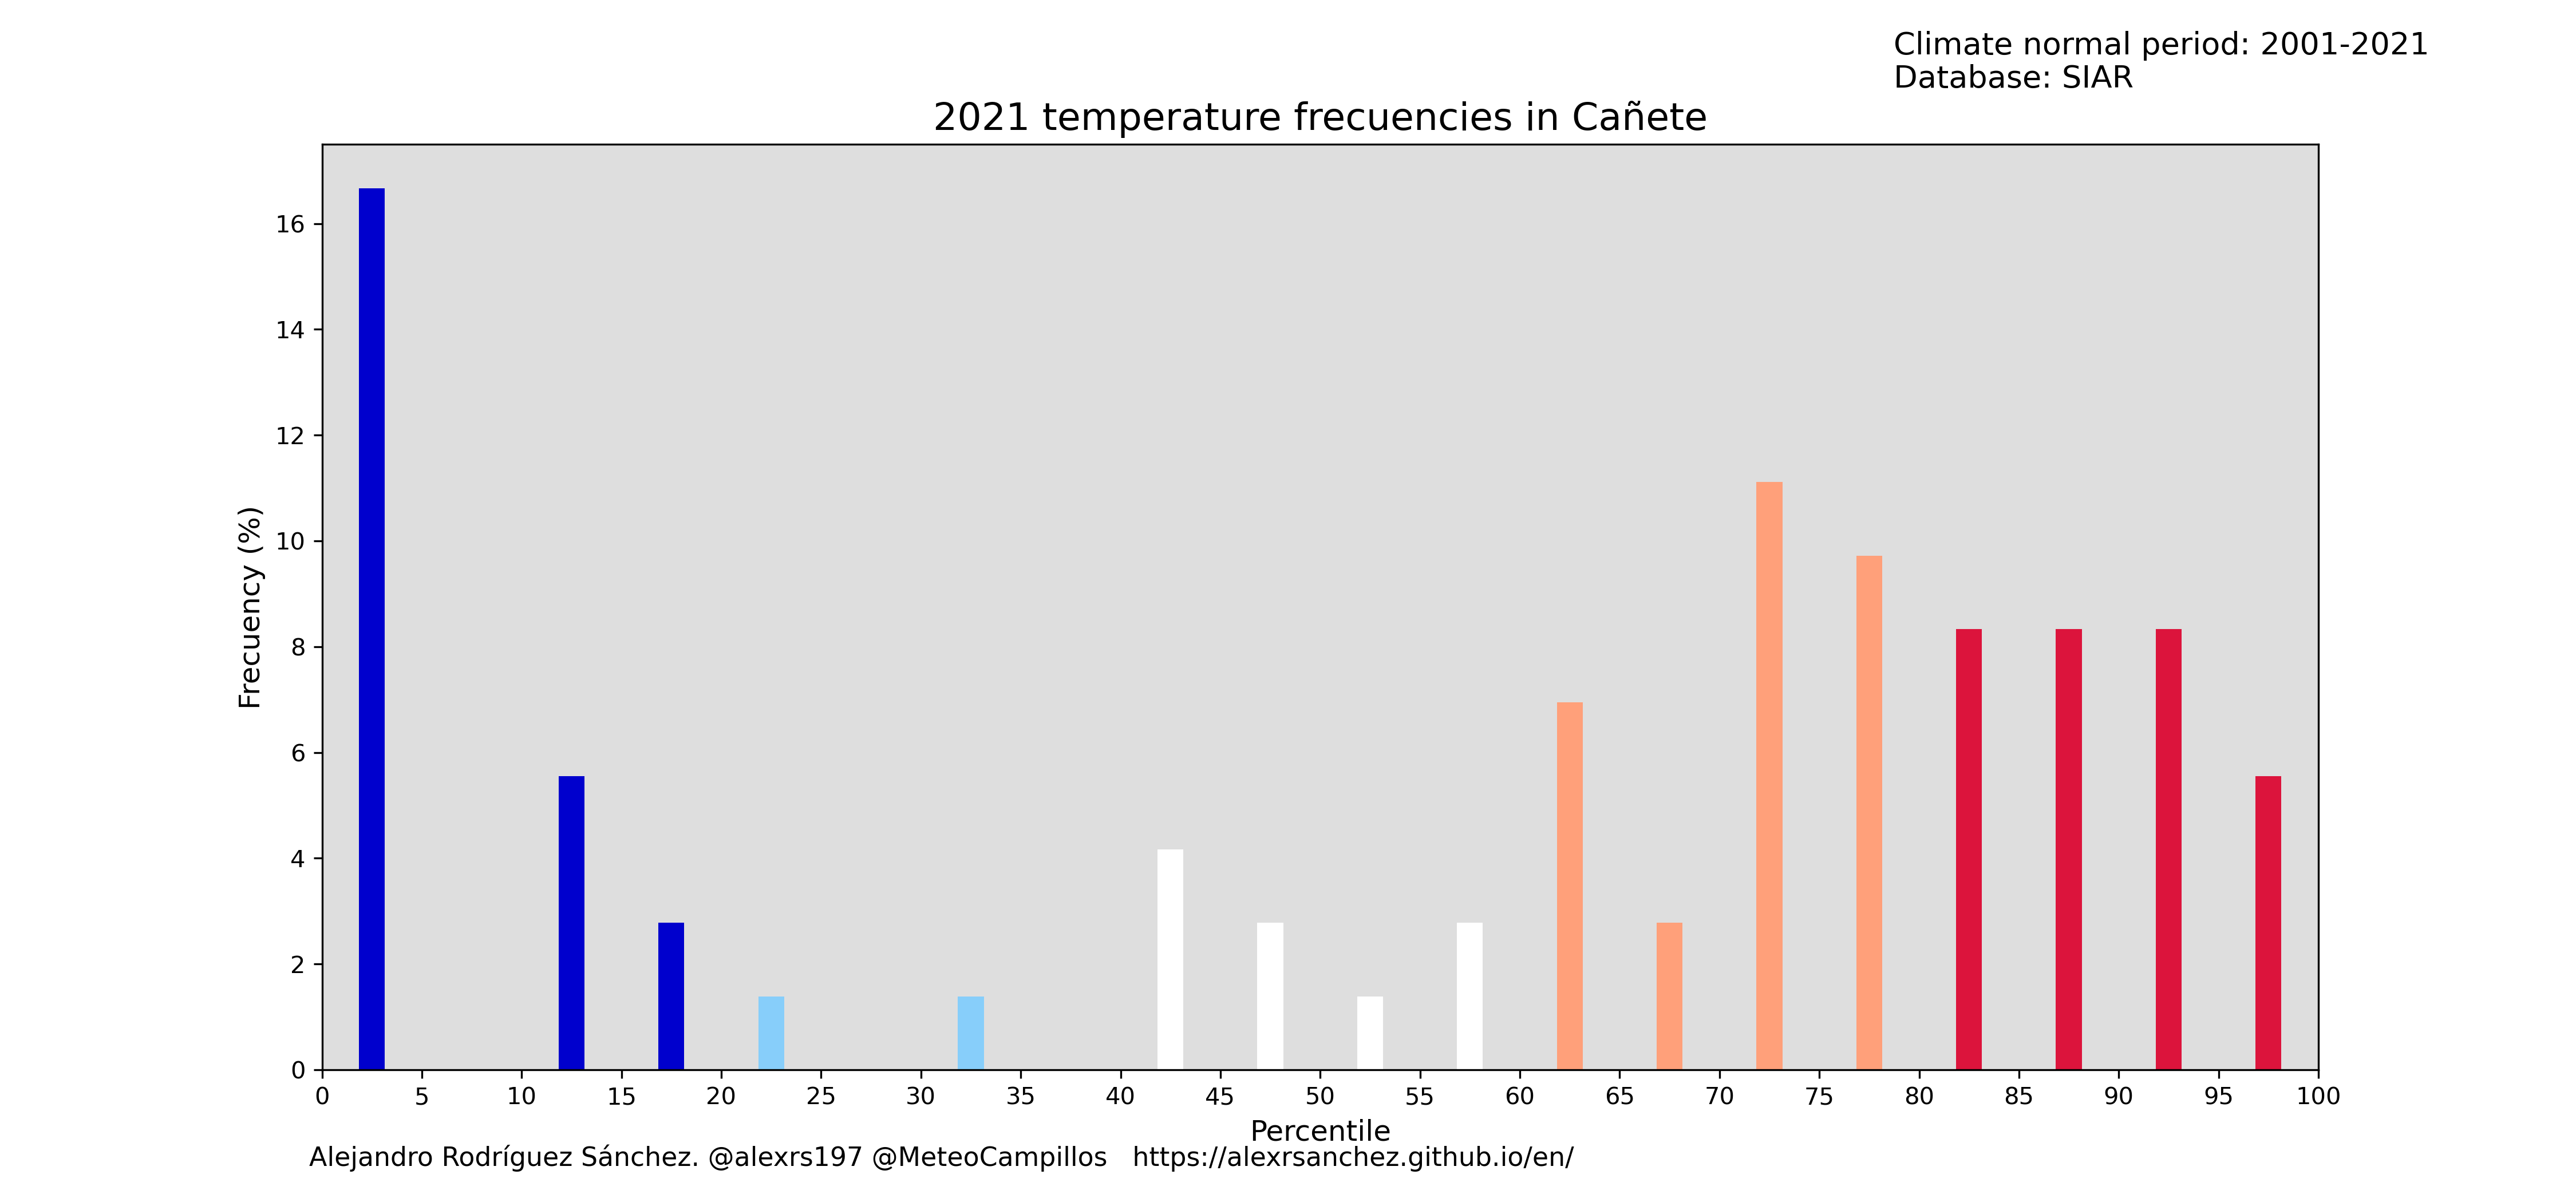 Climate normal period: 2001-2021
Database: SIAR
2021 temperature frecuencies in Cañete
Frecuency (%)
16
14
12
10
8
6
4
2
0
0 5 10 15 20 25 30 35 40 45 50 55 60 65 70 75 80 85 90 95 100
Percentile
Alejandro Rodríguez Sánchez. @alexrs197 @MeteoCampillos https://alexrsanchez.github.io/en/